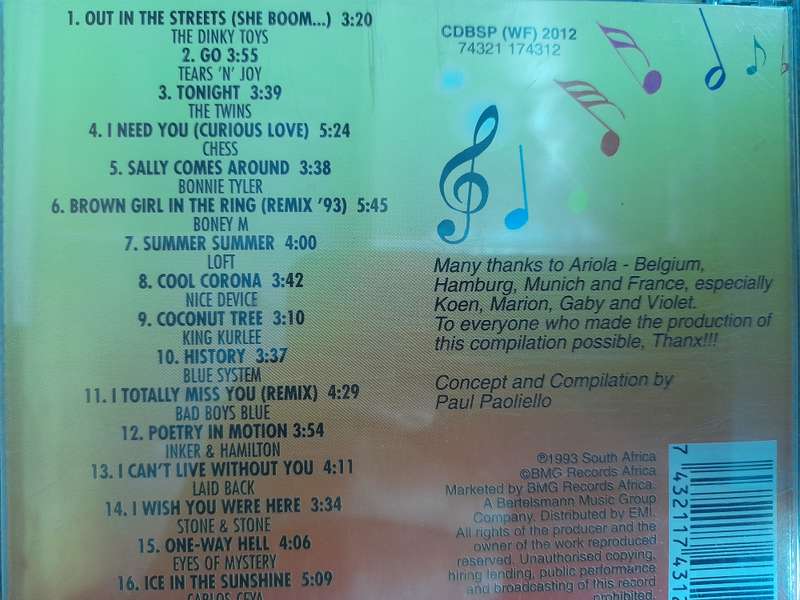 1. OUT IN THE STREETS (SHE BOOM...) 3:20
THE DINKY TOYS
2. GO 3:55
TEARS 'N' JOY
3. TONIGHT 3:39
THE TWINS
4. I NEED YOU (CURIOUS LOVE) 5:24
CHESS
5. SALLY COMES AROUND 3:38
BONNIE TYLER
6. BROWN GIRL IN THE RING (REMIX '93) 5:45
BONEY M
7. SUMMER SUMMER 4:00
LOFT
8. COOL CORONA 3:42
NICE DEVICE
9. COCONUT TREE 3:10
KING KURLEE
10. HISTORY 3:37
BLUE SYSTEM
11. I TOTALLY MISS YOU (REMIX) 4:29
BAD BOYS BLUE
12. POETRY IN MOTION 3:54
INKER & HAMILTON
13. I CAN'T LIVE WITHOUT YOU 4:11
LAID BACK
14. I WISH YOU WERE HERE 3:34
STONE & STONE
15. ONE-WAY HELL 4:06
EYES OF MYSTERY
16. ICE IN THE SUNSHINE 5:09
CARLOS CEYA
CDBSP (WF) 2012
74321 174312
Many thanks to Ariola - Belgium,
Hamburg, Munich and France, especially
Koen, Marion, Gaby and Violet.
To everyone who made the production of
this compilation possible, Thanx!!!
Concept and Compilation by
Paul Paoliello
℗1993 South Africa
©BMG Records Africa
Marketed by BMG Records Africa.
A Bertelsmann Music Group
Company. Distributed by EMI.
All rights of the producer and the
owner of the work reproduced
reserved. Unauthorised copying,
hiring lending, public performance
and broadcasting of this record
prohibited.
7 432117 431